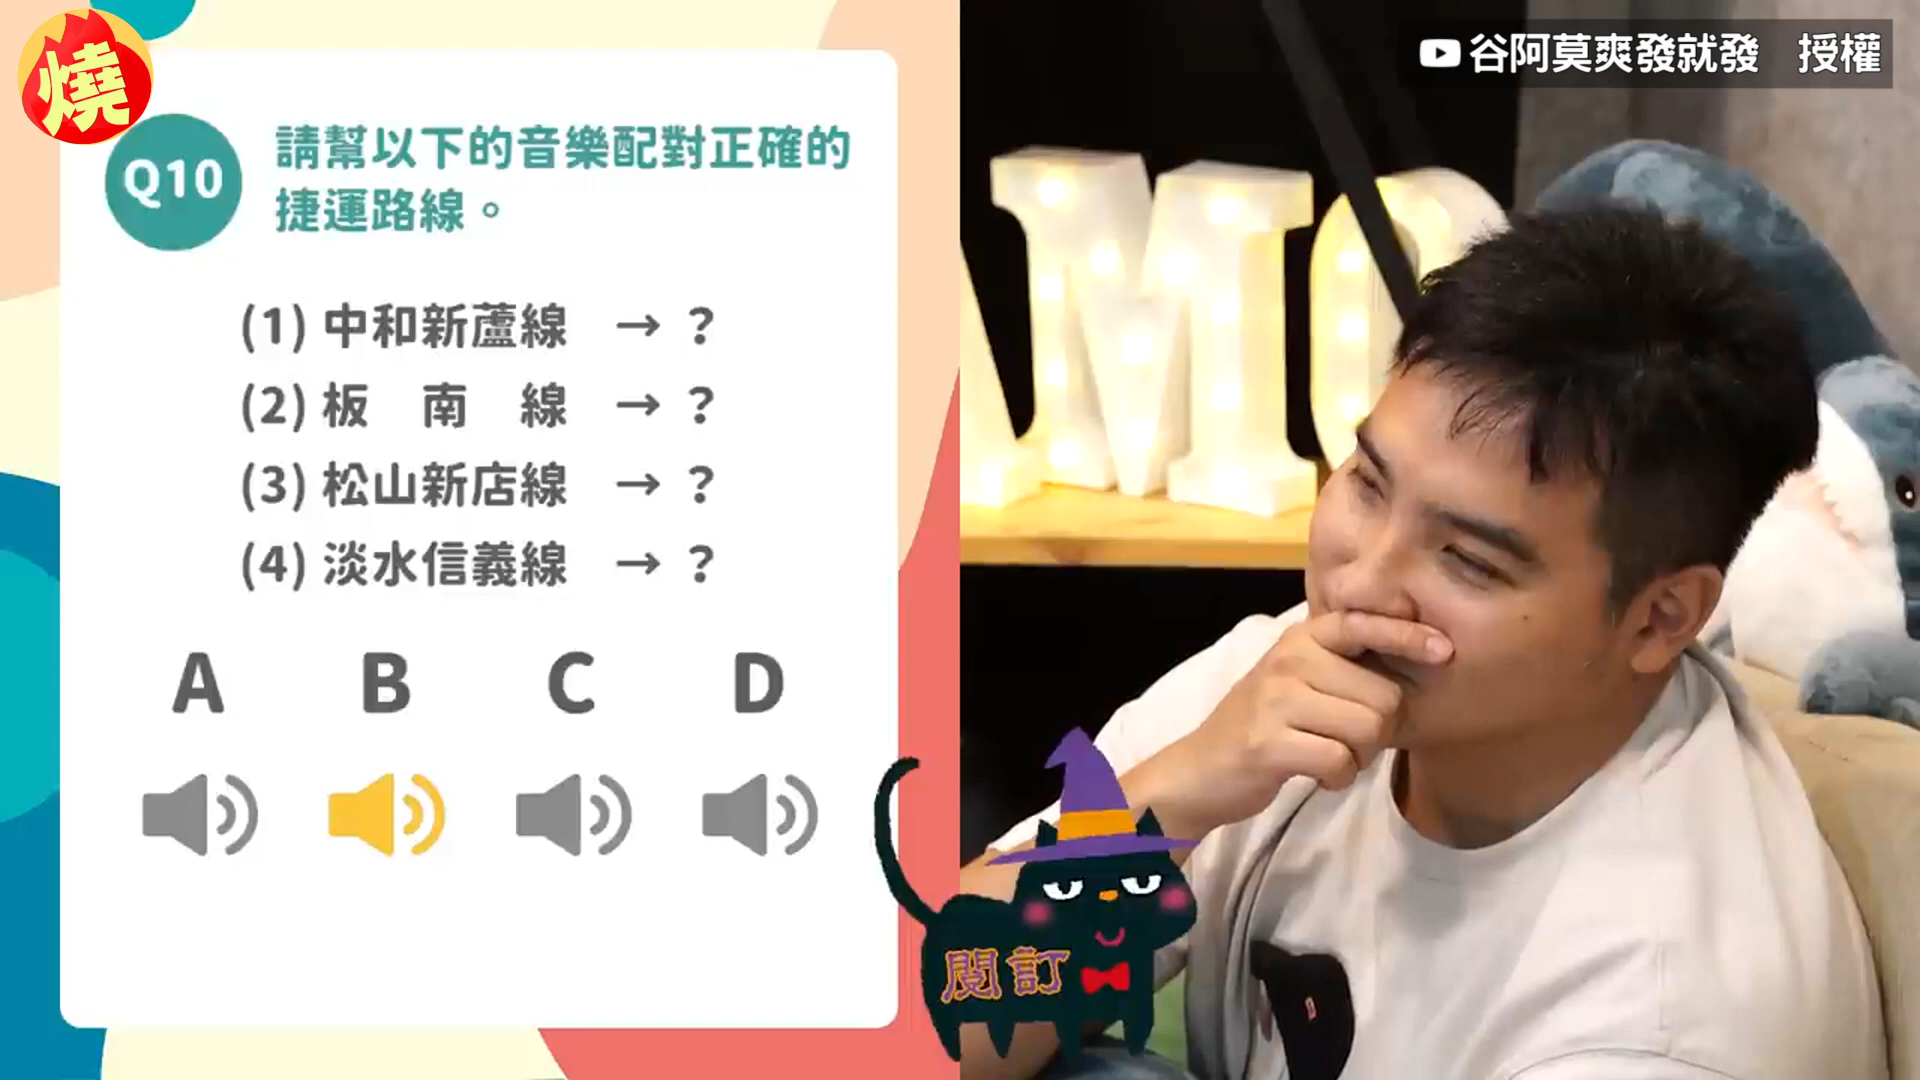 燒
谷阿莫爽發就發 授權
Q10
請幫以下的音樂配對正確的
捷運路線。
(1) 中和新蘆線 → ?
(2) 板 南 線 → ?
(3) 松山新店線 → ?
(4) 淡水信義線 → ?
A B C D
AMO
閱訂